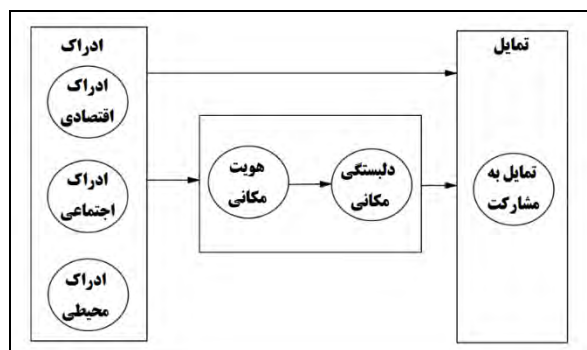 ادراک
ادراک
اقتصادی
ادراک
اجتماعی
ادراک
محیطی
هویت
مکانی
دلبستگی
مکانی
تمایل
تمایل به
مشارکت